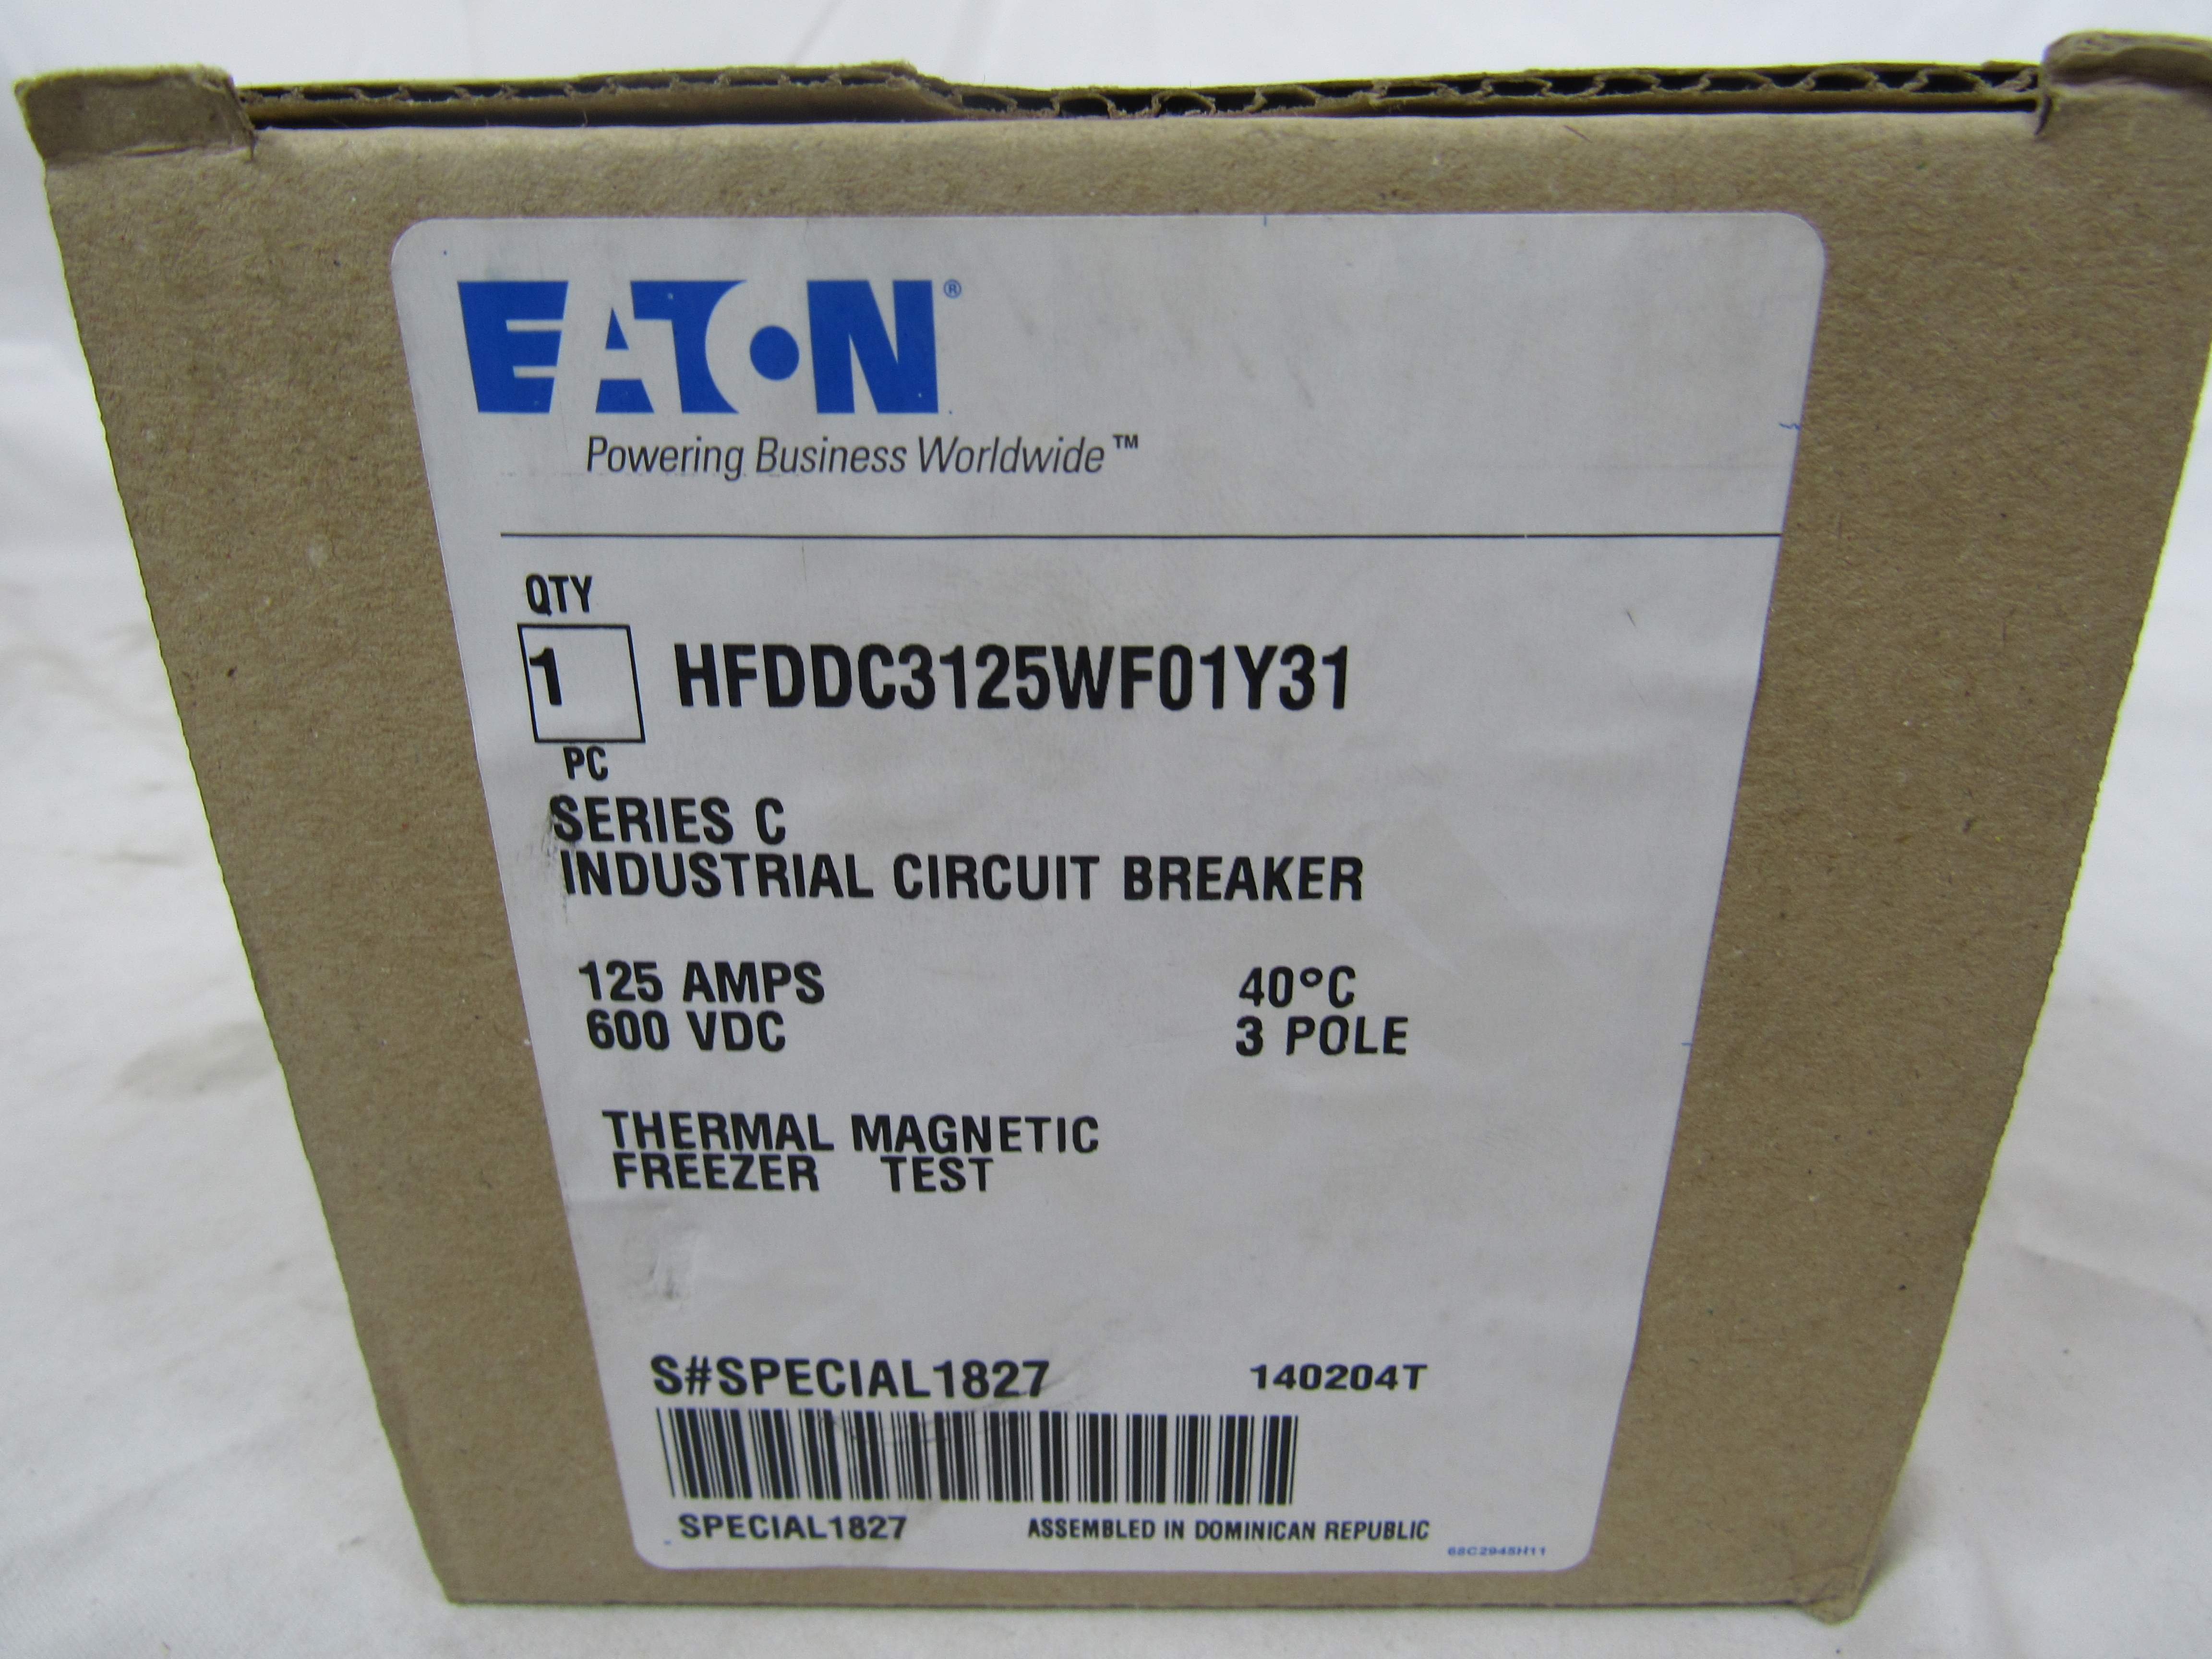 EATON®
Powering Business Worldwide™
QTY
1 HFDDC3125WF01Y31
PC
SERIES C
INDUSTRIAL CIRCUIT BREAKER
125 AMPS 40°C
600 VDC 3 POLE
THERMAL MAGNETIC
FREEZER TEST
S#SPECIAL1827 140204T
SPECIAL1827 ASSEMBLED IN DOMINICAN REPUBLIC
68C2945H11